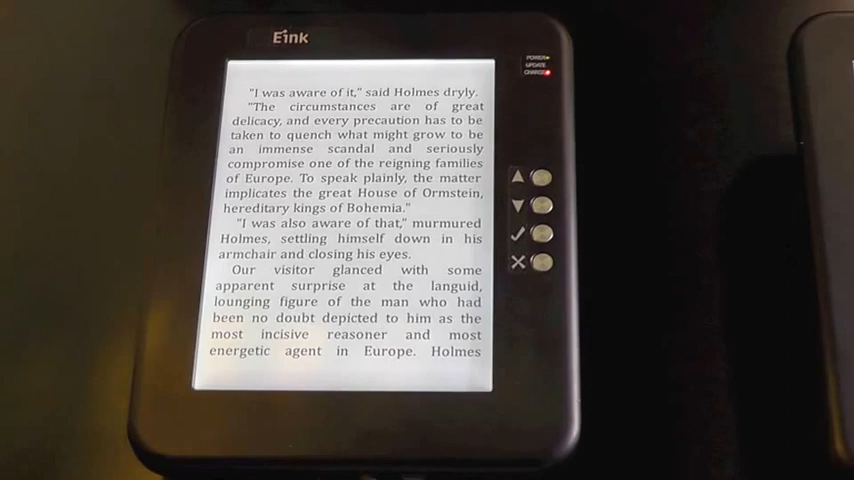 Eink
POWER
UPDATE
CHARGE
"I was aware of it," said Holmes dryly.
"The circumstances are of great
delicacy, and every precaution has to be
taken to quench what might grow to be
an immense scandal and seriously
compromise one of the reigning families
of Europe. To speak plainly, the matter
implicates the great House of Ormstein,
hereditary kings of Bohemia."
"I was also aware of that," murmured
Holmes, settling himself down in his
armchair and closing his eyes.
Our visitor glanced with some
apparent surprise at the languid,
lounging figure of the man who had
been no doubt depicted to him as the
most incisive reasoner and most
energetic agent in Europe. Holmes